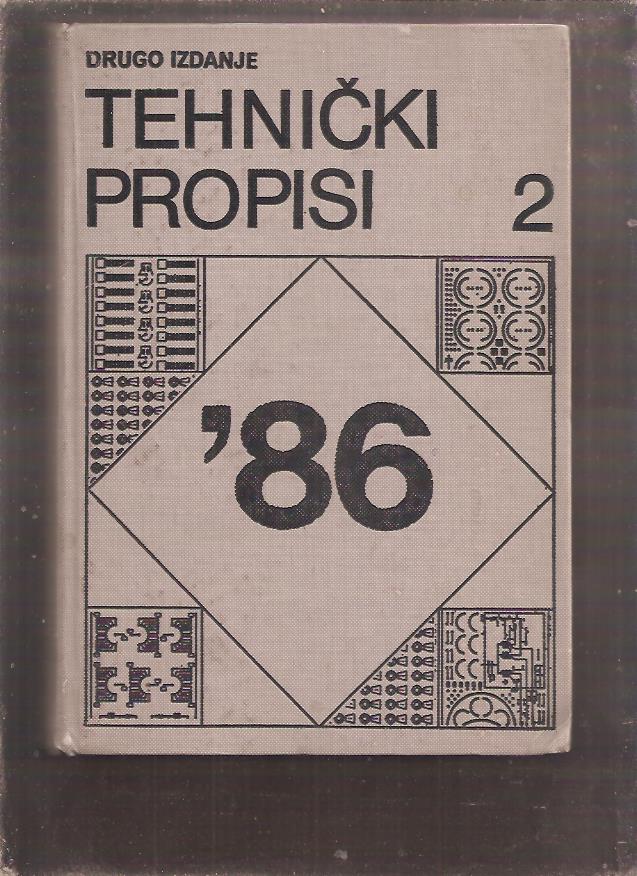 DRUGO IZDANJE
TEHNIČKI
PROPISI 2
'86